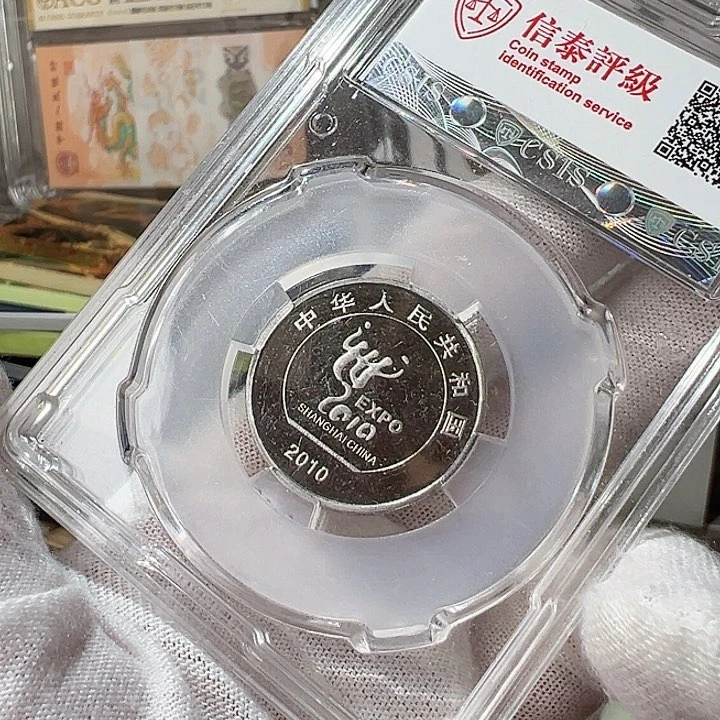 信泰評級
Coin stamp
identification service
CSIS
中华人民共和国
EXPO
2010
SHANGHAI CHINA
2010